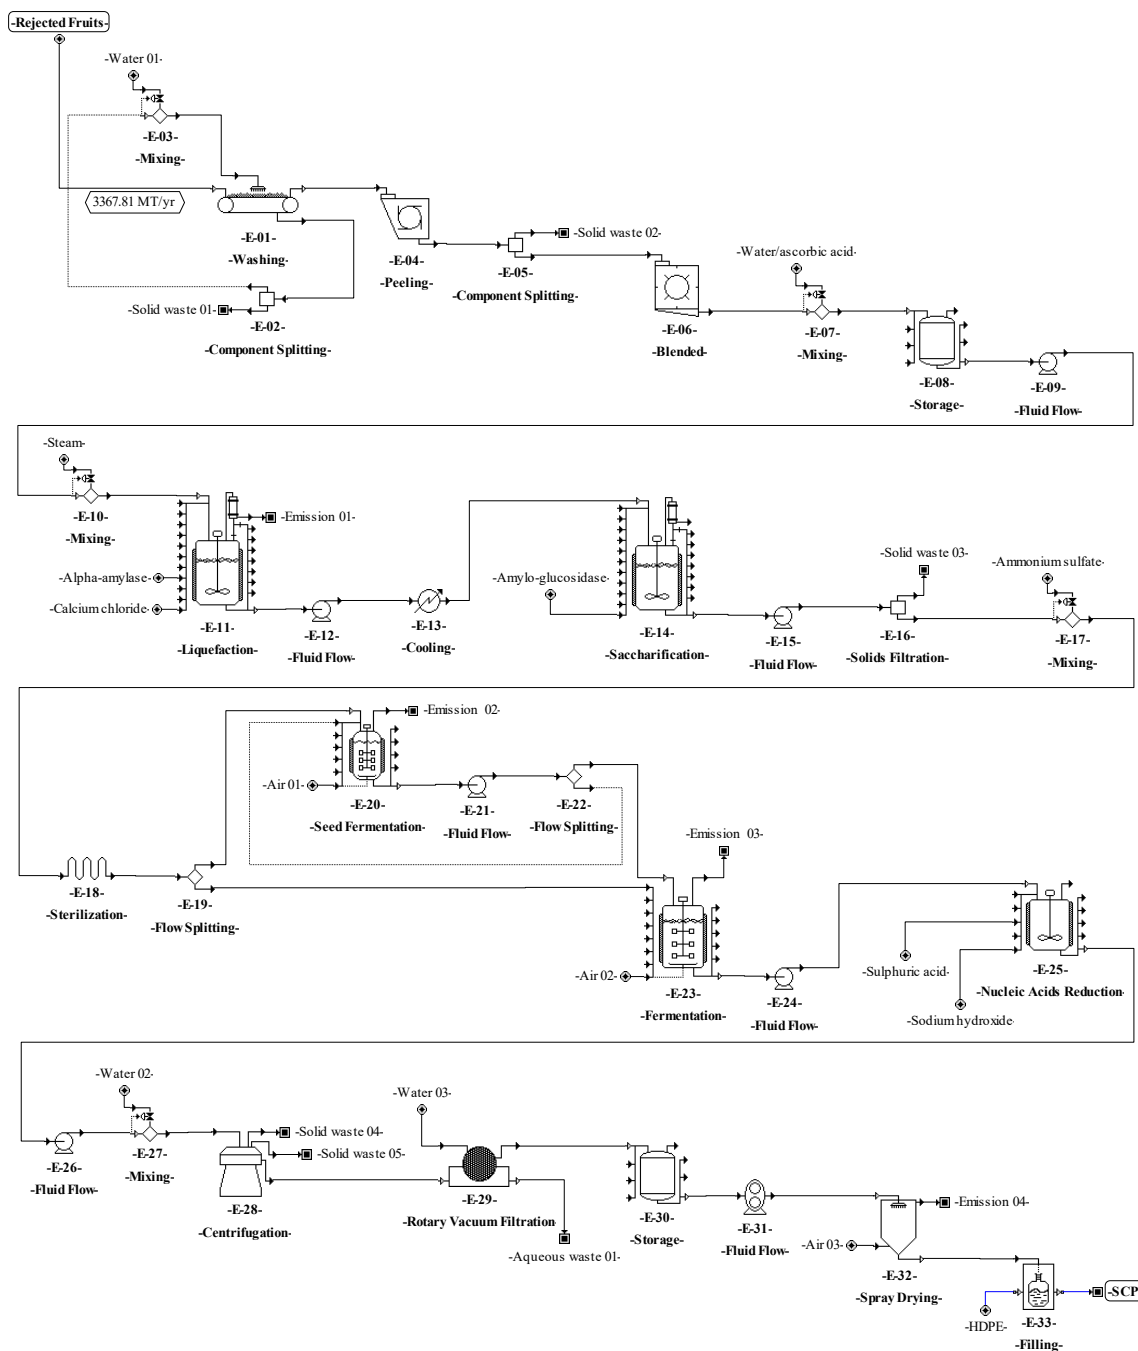 -Rejected Fruits-
-Water 01-
-E-03-
-Mixing-
3367.81 MT/yr
-E-01-
-Washing-
-Solid waste 01-
-E-02-
-Component Splitting-
-E-04-
-Peeling-
-Solid waste 02-
-E-05-
-Component Splitting-
-E-06-
-Blended-
-Water/ascorbic acid-
-E-07-
-Mixing-
-E-08-
-Storage-
-E-09-
-Fluid Flow-
-Steam-
-E-10-
-Mixing-
-Emission 01-
-Alpha-amylase-
-Calcium chloride-
-E-11-
-Liquefaction-
-E-12-
-Fluid Flow-
-E-13-
-Cooling-
-Amylo-glucosidase-
-E-14-
-Saccharification-
-E-15-
-Fluid Flow-
-Solid waste 03-
-E-16-
-Solids Filtration-
-Ammonium sulfate-
-E-17-
-Mixing-
-E-18-
-Sterilization-
-E-19-
-Flow Splitting-
-Emission 02-
-Air 01-
-E-20-
-Seed Fermentation-
-E-21-
-Fluid Flow-
-E-22-
-Flow Splitting-
-Emission 03-
-Air 02-
-E-23-
-Fermentation-
-E-24-
-Fluid Flow-
-Sulphuric acid-
-Sodium hydroxide-
-E-25-
-Nucleic Acids Reduction-
-E-26-
-Fluid Flow-
-Water 02-
-E-27-
-Mixing-
-Solid waste 04-
-Solid waste 05-
-E-28-
-Centrifugation-
-Water 03-
-E-29-
-Rotary Vacuum Filtration-
-Aqueous waste 01-
-E-30-
-Storage-
-E-31-
-Fluid Flow-
-Emission 04-
-Air 03-
-E-32-
-Spray Drying-
-HDPE-
-E-33-
-Filling-
-SCP